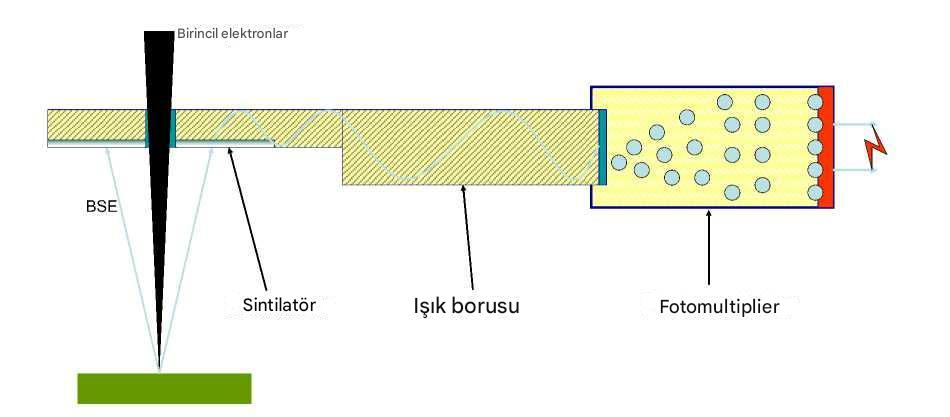 Birincil elektronlar
BSE
Sintilatör
Işık borusu
Fotomultiplier